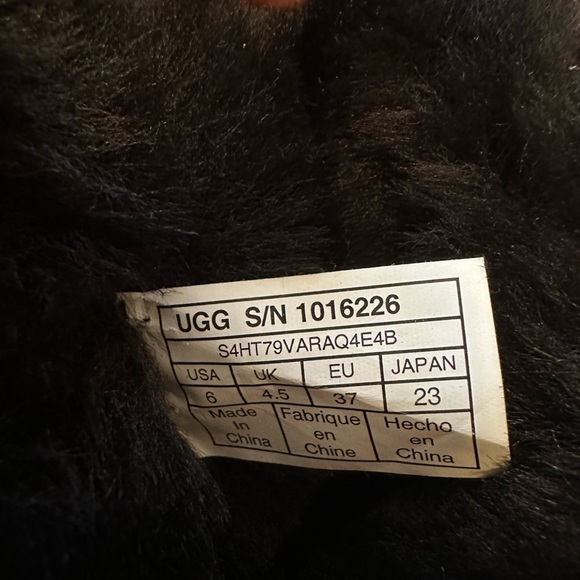 UGG S/N 1016226
S4HT79VARAQ4E4B
USA UK EU JAPAN
6 4.5 37 23
Made Fabrique Hecho
In en en
China Chine China